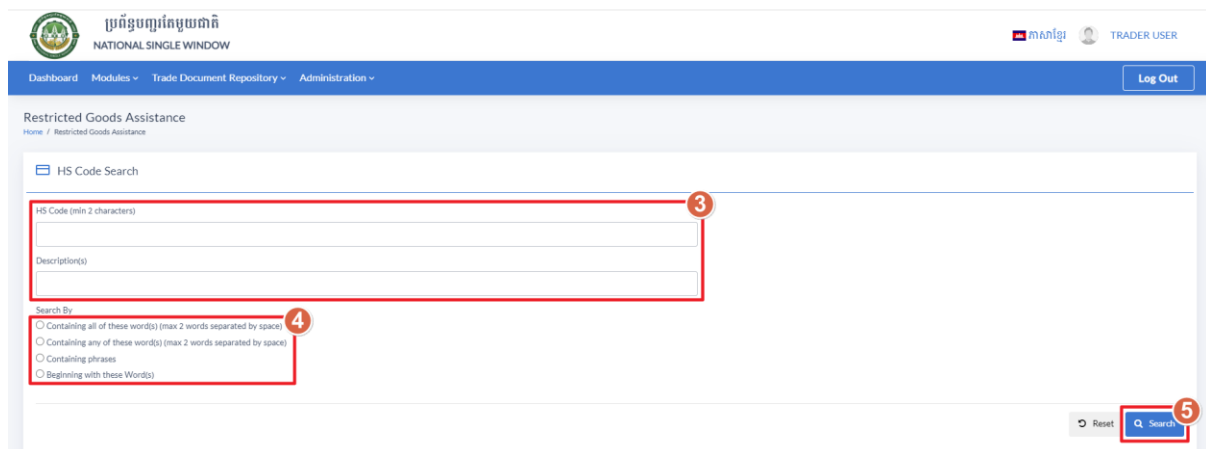 ប្រព័ន្ធបញ្ជរតែមួយជាតិ
NATIONAL SINGLE WINDOW
ភាសាខ្មែរ TRADER USER
Dashboard Modules Trade Document Repository Administration Log Out
Restricted Goods Assistance
Home / Restricted Goods Assistance
HS Code Search
3
HS Code (min 2 characters)
Description(s)
Search By
4
Containing all of these word(s) (max 2 words separated by space)
Containing any of these word(s) (max 2 words separated by space)
Containing phrases
Beginning with these Word(s)
5
Reset Search